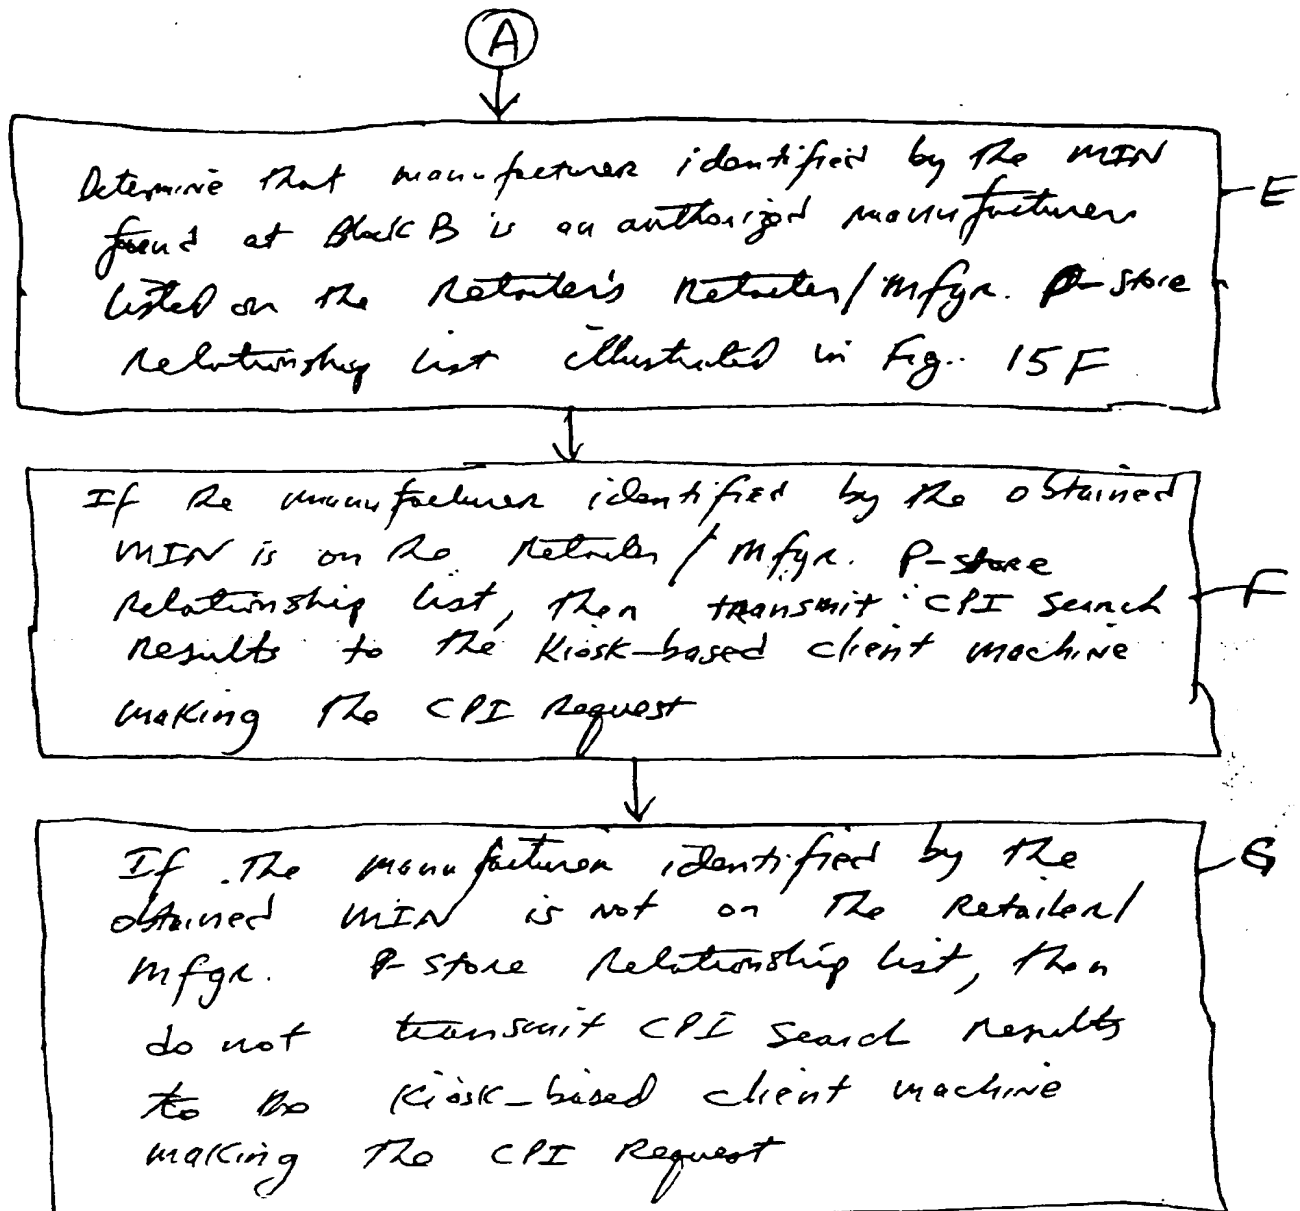 A
Determine that manufacturer identified by the MIN
E
found at Block B is an authorized manufacturer
listed on the Retailer's Retailer/Mfgr. P-store
Relationship list illustrated in Fig. 15F
If the manufacturer identified by the obtained
MIN is on the Retailer/Mfgr. P-store
F
Relationship list, then transmit CPI Search
Results to the Kiosk-based client machine
making the CPI Request
If the manufacturer identified by the
G
obtained MIN is not on the Retailer/
Mfgr. P-store Relationship list, then
do not transmit CPI Search Results
to the Kiosk-based client machine
making the CPI Request